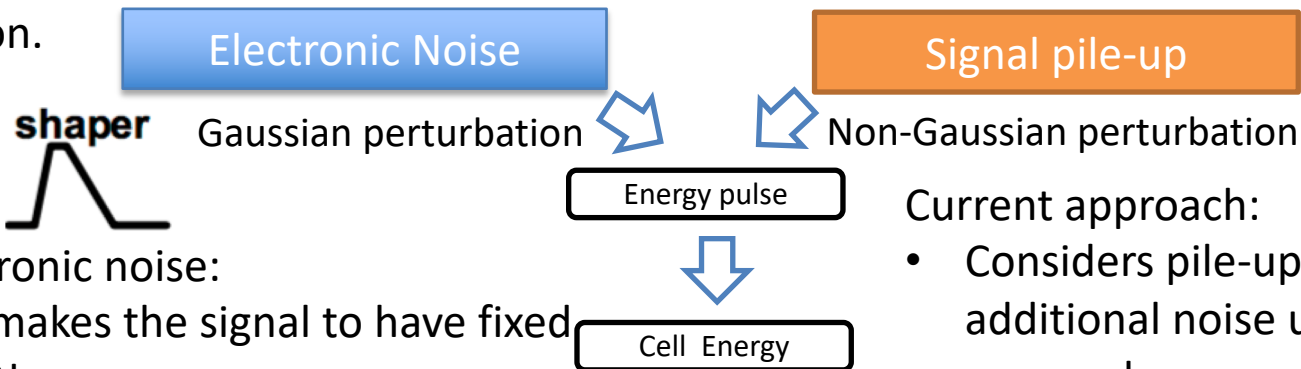 on.
Electronic Noise
Signal pile-up
shaper
Gaussian perturbation
Non-Gaussian perturbation
Energy pulse
Current approach:
ronic noise:
• Considers pile-up
makes the signal to have fixed
additional noise u
Cell Energy